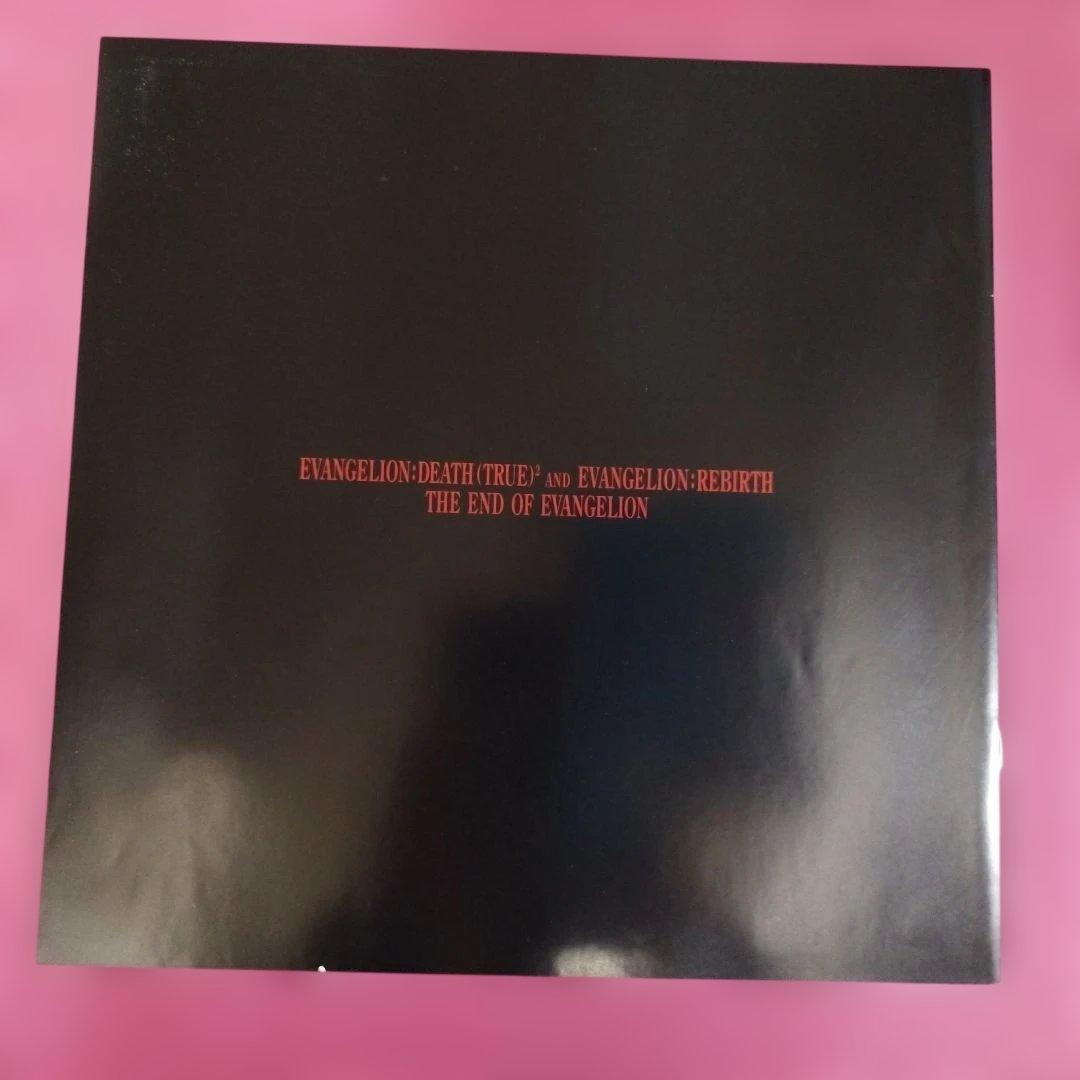 EVANGELION:DEATH (TRUE)² AND EVANGELION:REBIRTH
THE END OF EVANGELION